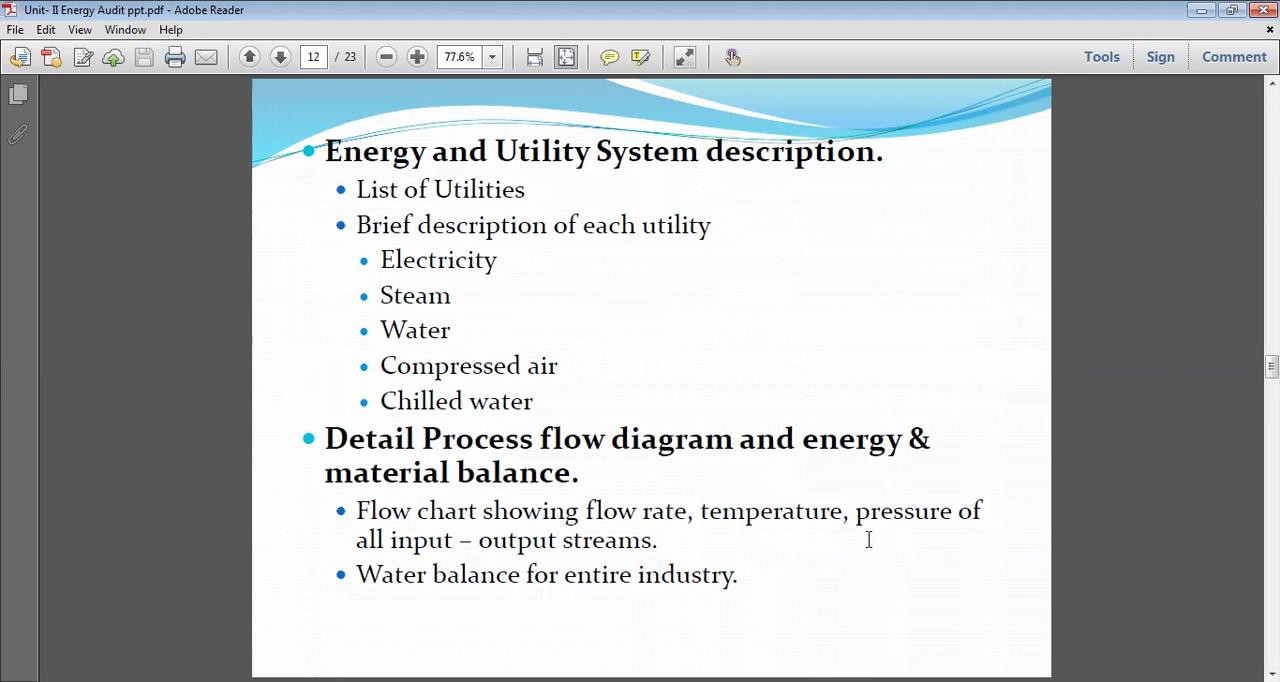 Unit- II Energy Audit ppt.pdf - Adobe Reader
File Edit View Window Help
12 / 23 77.6% Tools Sign Comment
Energy and Utility System description.
List of Utilities
Brief description of each utility
Electricity
Steam
Water
Compressed air
Chilled water
Detail Process flow diagram and energy &
material balance.
Flow chart showing flow rate, temperature, pressure of
all input – output streams.
Water balance for entire industry.